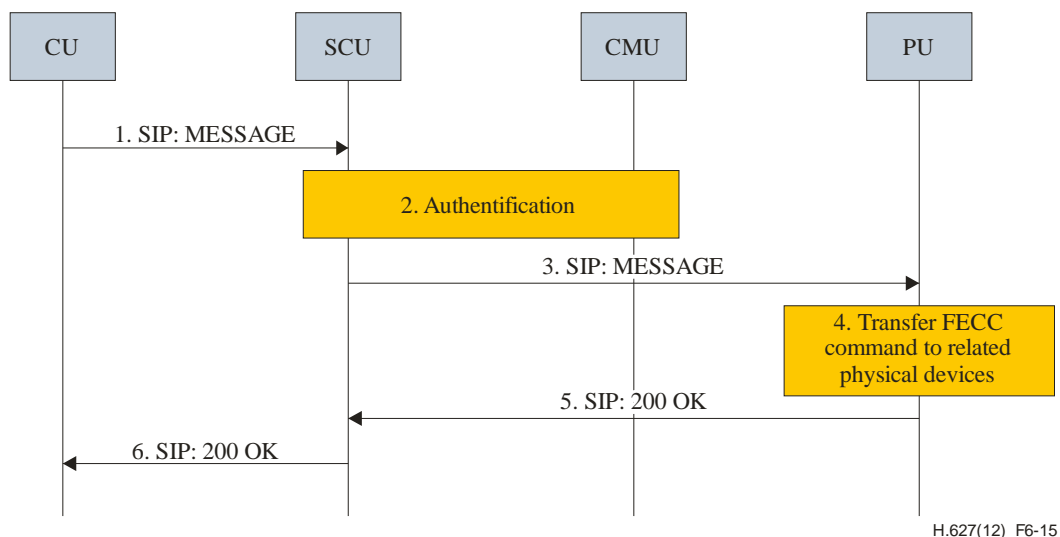 CU
SCU
CMU
PU
1. SIP: MESSAGE
2. Authentification
3. SIP: MESSAGE
4. Transfer FECC
command to related
physical devices
5. SIP: 200 OK
6. SIP: 200 OK
H.627(12)_F6-15